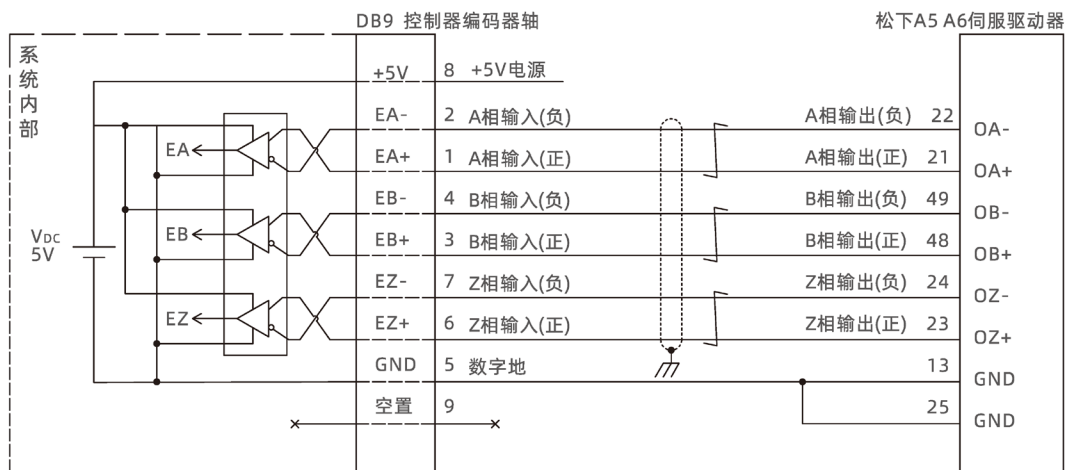 DB9 控制器编码器轴
松下A5 A6伺服驱动器
系统内部
+5V 8 +5V电源
EA- 2 A相输入(负) A相输出(负) 22 OA-
EA
EA+ 1 A相输入(正) A相输出(正) 21 OA+
EB- 4 B相输入(负) B相输出(负) 49 OB-
EB
EB+ 3 B相输入(正) B相输出(正) 48 OB+
VDC
5V
EZ- 7 Z相输入(负) Z相输出(负) 24 OZ-
EZ
EZ+ 6 Z相输入(正) Z相输出(正) 23 OZ+
GND 5 数字地 13 GND
空置 9 25 GND